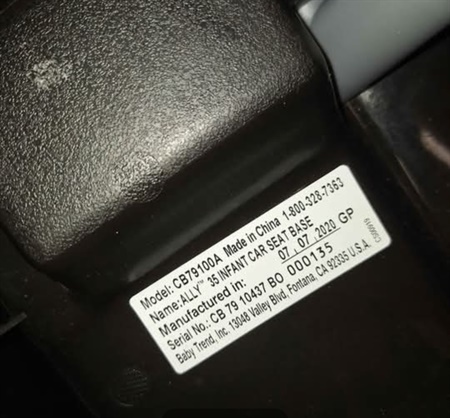 Model: CB79100A Made in China 1-800-328-7363
Name: ALLY™ 35 INFANT CAR SEAT BASE
Manufactured in: 07 , 07 , 2020 GP
Serial No.: CB 79 10437 BO 000135
Baby Trend, Inc. 13048 Valley Blvd, Fontana, CA 92335 U.S.A.